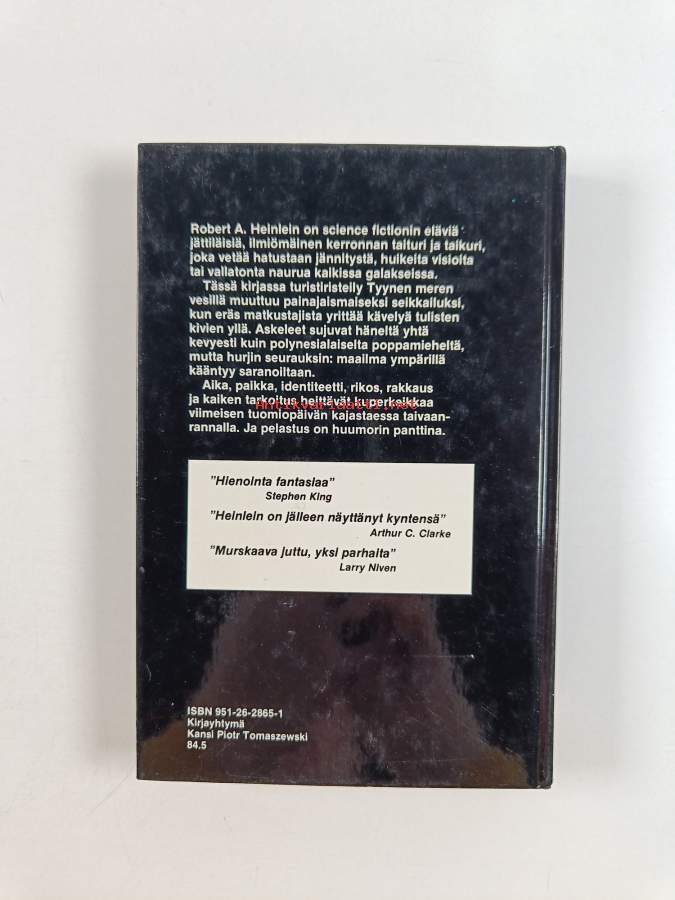 Robert A. Heinlein on science fictionin eläviä
jättiläisiä, ilmiömäinen kerronnan taituri ja taikuri,
joka vetää hatustaan jännitystä, huikeita visioita
tai vallatonta naurua kaikissa galakseissa.
Tässä kirjassa turistiristeily Tyynen meren
vesillä muuttuu painajaismaiseksi seikkailuksi,
kun eräs matkustajista yrittää kävelyä tulisten
kivien yllä. Askeleet sujuvat häneltä yhtä
kevyesti kuin polynesialaiselta poppamieheltä,
mutta hurjin seurauksin: maailma ympärillä
kääntyy saranoiltaan.
Aika, paikka, identiteetti, rikos, rakkaus
ja kaiken tarkoitus heittävät kuperkeikkaa
Antikvariaatti.net
viimeisen tuomiopäivän kajastaessa taivaan-
rannalla. Ja pelastus on huumorin panttina.
"Hienointa fantasiaa"
Stephen King
"Heinlein on jälleen näyttänyt kyntensä"
Arthur C. Clarke
"Murskaava juttu, yksi parhaita"
Larry Niven
ISBN 951-26-2865-1
Kirjayhtymä
Kansi Piotr Tomaszewski
84.5